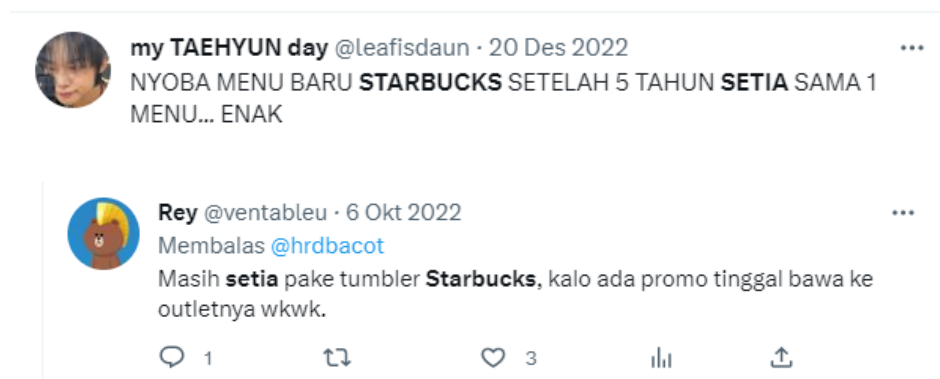 my TAEHYUN day @leafisdaun · 20 Des 2022
NYOBA MENU BARU STARBUCKS SETELAH 5 TAHUN SETIA SAMA 1
MENU... ENAK
Rey @ventableu · 6 Okt 2022
Membalas @hrdbacot
Masih setia pake tumbler Starbucks, kalo ada promo tinggal bawa ke
outletnya wkwk.
1 3